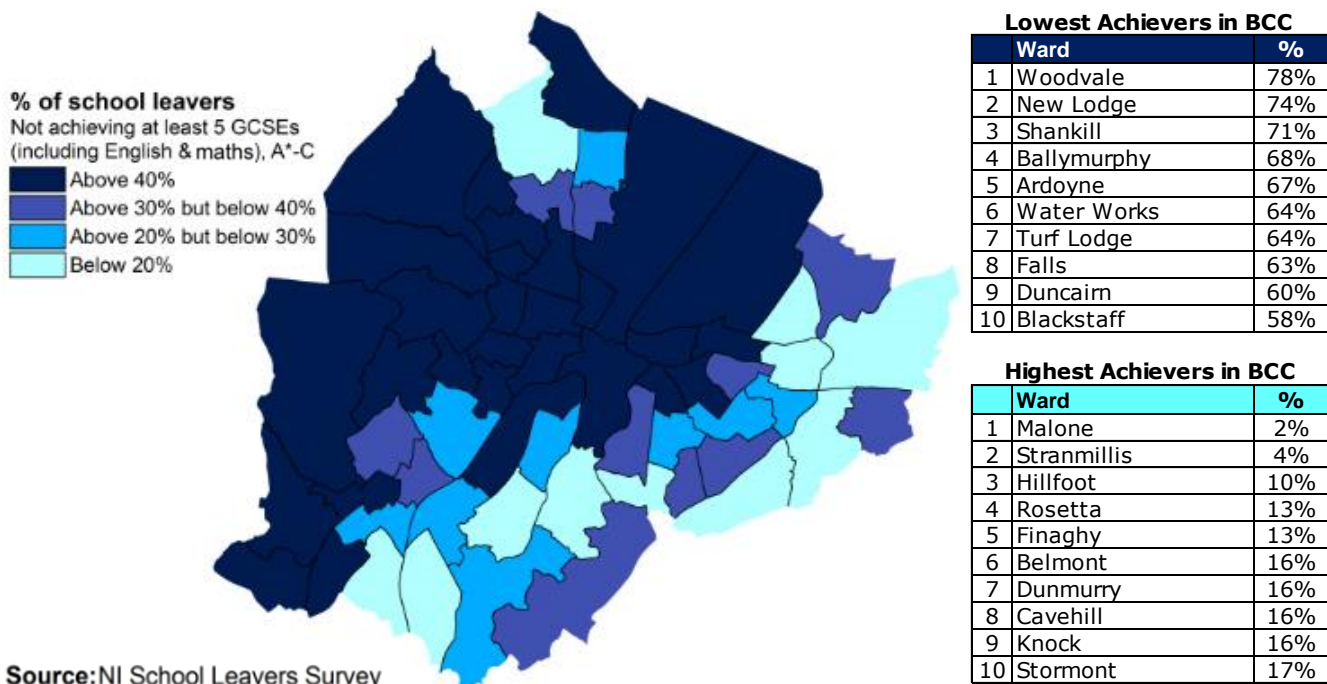 % of school leavers
Not achieving at least 5 GCSEs
(including English & maths), A*-C
Above 40%
Above 30% but below 40%
Above 20% but below 30%
Below 20%
Source:NI School Leavers Survey
Lowest Achievers in BCC
Ward %
1 Woodvale 78%
2 New Lodge 74%
3 Shankill 71%
4 Ballymurphy 68%
5 Ardoyne 67%
6 Water Works 64%
7 Turf Lodge 64%
8 Falls 63%
9 Duncairn 60%
10 Blackstaff 58%
Highest Achievers in BCC
Ward %
1 Malone 2%
2 Stranmillis 4%
3 Hillfoot 10%
4 Rosetta 13%
5 Finaghy 13%
6 Belmont 16%
7 Dunmurry 16%
8 Cavehill 16%
9 Knock 16%
10 Stormont 17%